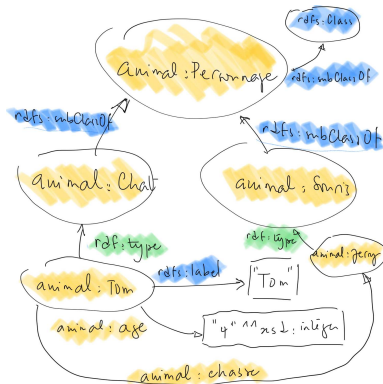 rdfs:Class
animal:Personnage
rdfs:subClassOf
rdfs:subClassOf
rdfs:subClassOf
animal:Chat
animal:Souris
rdf:type
rdf:type
animal:Jerry
rdfs:label
animal:Tom
"Tom"
animal:age
"4"^^xsd:integer
animal:chasse